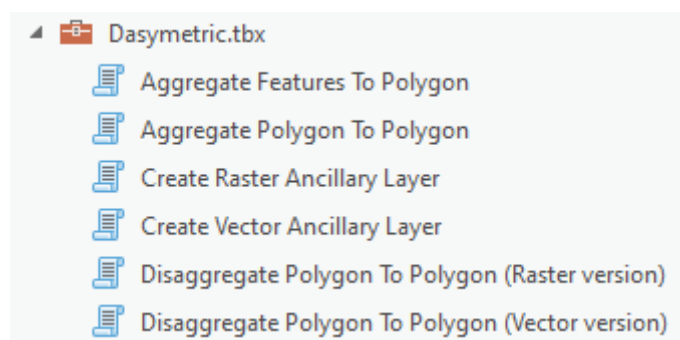 Dasymetric.tbx
Aggregate Features To Polygon
Aggregate Polygon To Polygon
Create Raster Ancillary Layer
Create Vector Ancillary Layer
Disaggregate Polygon To Polygon (Raster version)
Disaggregate Polygon To Polygon (Vector version)